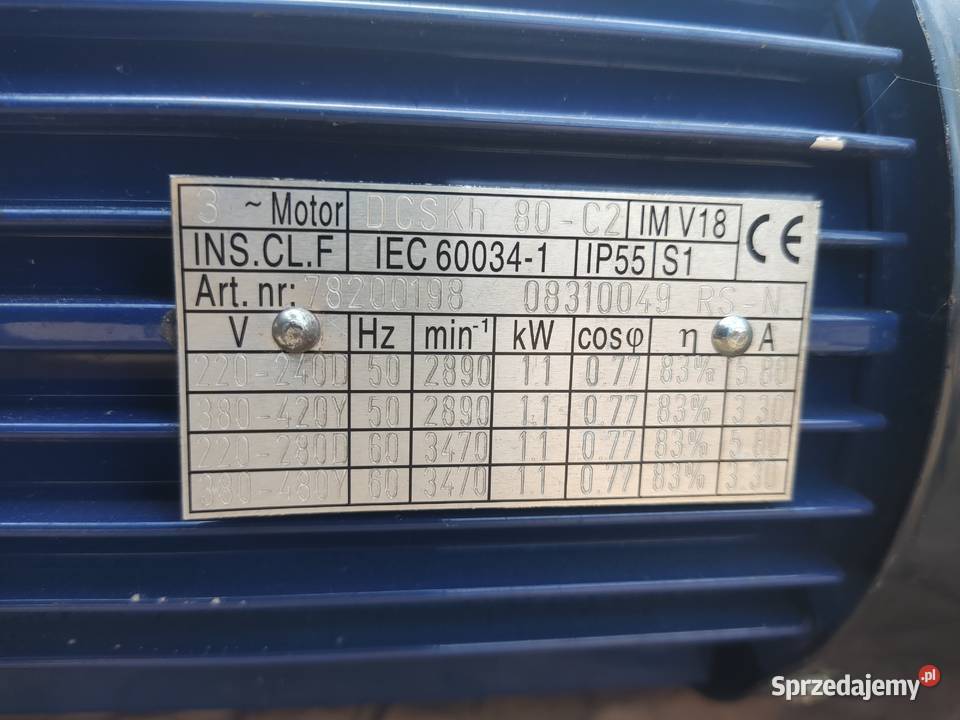 3 ~ Motor DCSKh 80-C2 IM V18 CE
INS.CL.F IEC 60034-1 IP55 S1
Art. nr: 78200198 08310049 RS-N.
V Hz min-1 kW cosφ η A
220-240D 50 2890 1.1 0.77 83% 5.80
380-420Y 50 2890 1.1 0.77 83% 3.30
220-280D 60 3470 1.1 0.77 83% 5.80
380-480Y 60 3470 1.1 0.77 83% 3.30
Sprzedajemy.pl